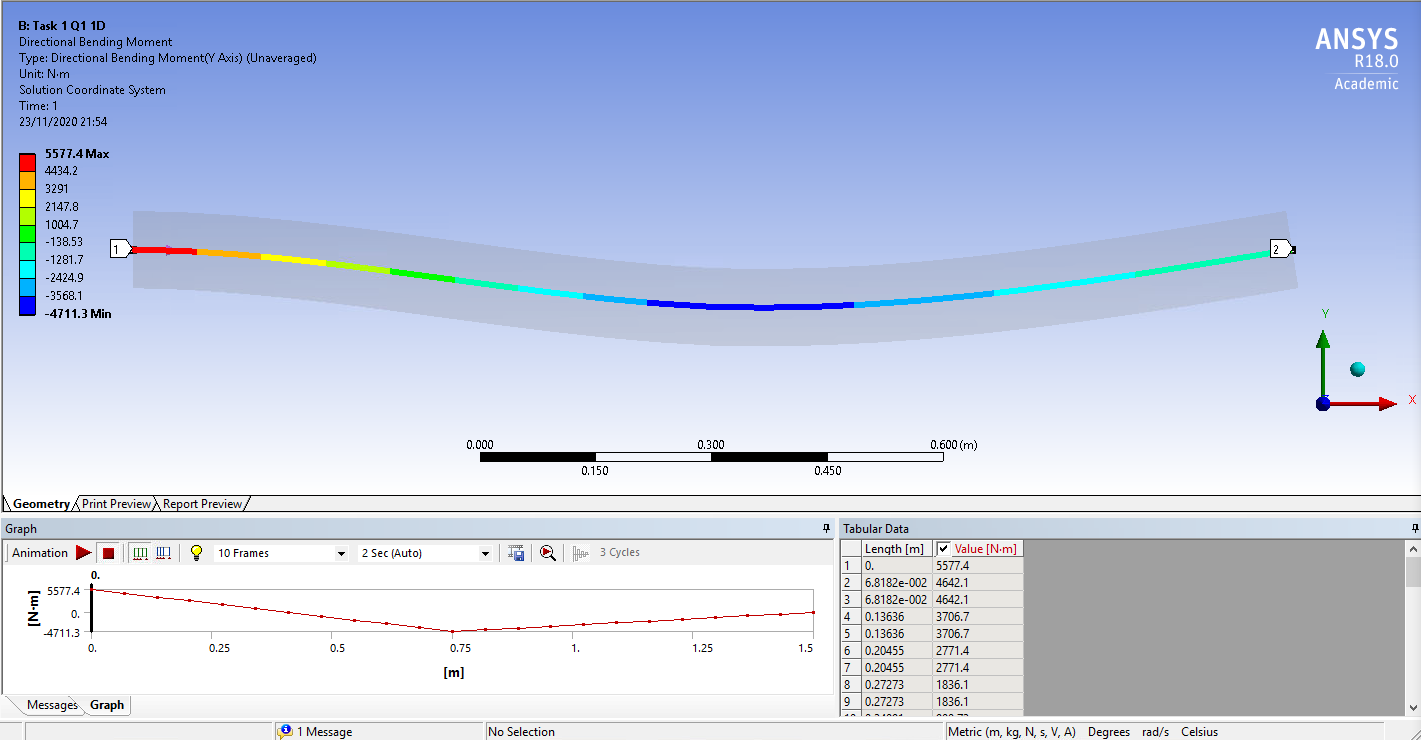 B: Task 1 Q1 1D
Directional Bending Moment
Type: Directional Bending Moment(Y Axis) (Unaveraged)
Unit: N·m
Solution Coordinate System
Time: 1
23/11/2020 21:54
ANSYS
R18.0
Academic
5577.4 Max
4434.2
3291
2147.8
1004.7
-138.53
-1281.7
-2424.9
-3568.1
-4711.3 Min
1
2
Y
X
0.000 0.300 0.600 (m)
0.150 0.450
Geometry Print Preview Report Preview
Graph
Animation 10 Frames 2 Sec (Auto) 3 Cycles
0.
[N·m]
5577.4
0.
-4711.3
0. 0.25 0.5 0.75 1. 1.25 1.5
[m]
Messages Graph
Tabular Data
Length [m] Value [N·m]
1 0. 5577.4
2 6.8182e-002 4642.1
3 6.8182e-002 4642.1
4 0.13636 3706.7
5 0.13636 3706.7
6 0.20455 2771.4
7 0.20455 2771.4
8 0.27273 1836.1
9 0.27273 1836.1
1 Message No Selection Metric (m, kg, N, s, V, A) Degrees rad/s Celsius